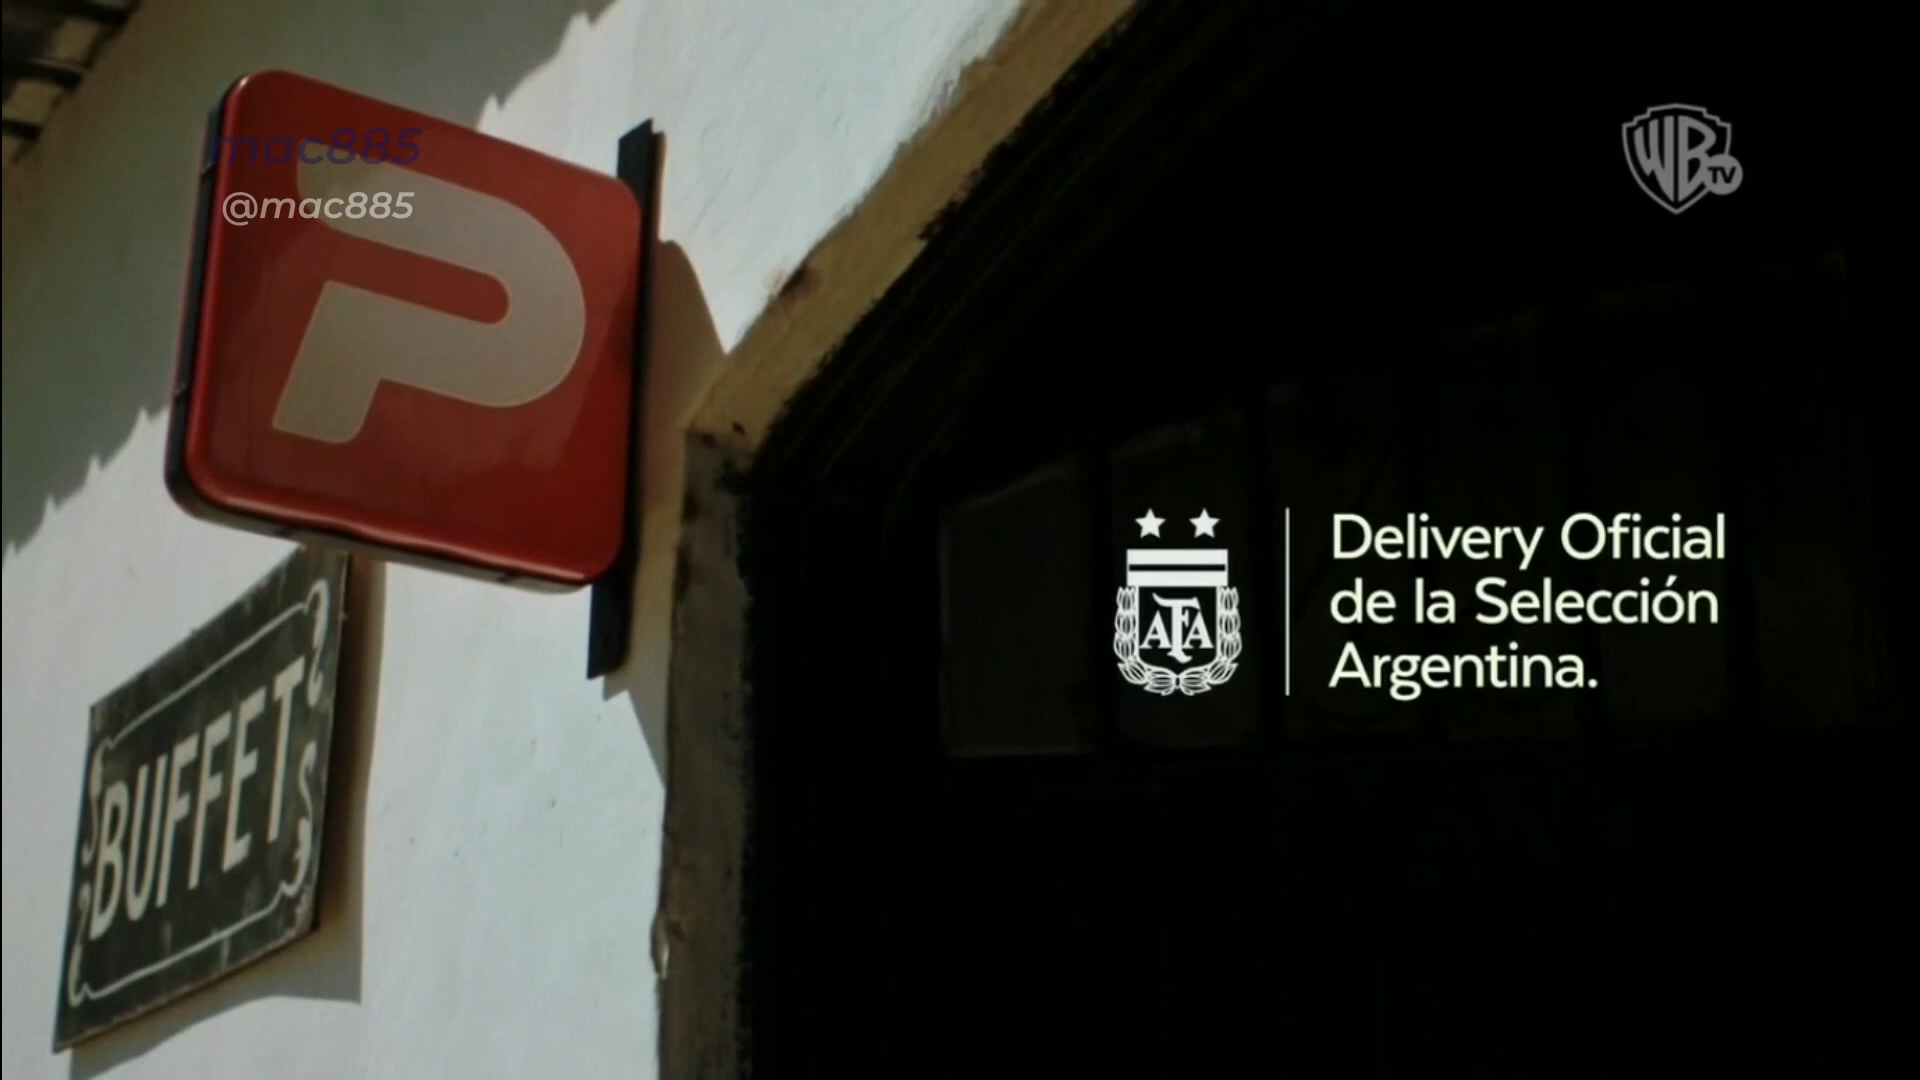 mac885
@mac885
P
WB TV
BUFFET
AFA
Delivery Oficial
de la Selección
Argentina.